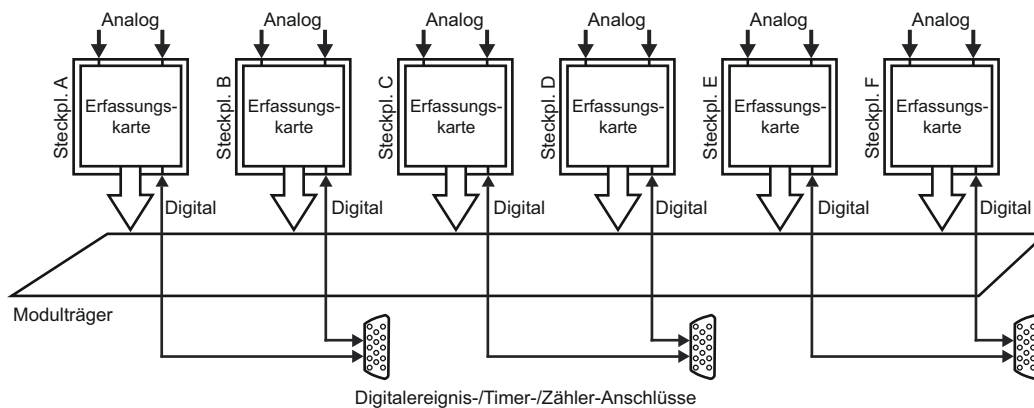 Analog
Analog
Analog
Analog
Analog
Analog
Steckpl. A
Erfassungs-
karte
Steckpl. B
Erfassungs-
karte
Steckpl. C
Erfassungs-
karte
Steckpl. D
Erfassungs-
karte
Steckpl. E
Erfassungs-
karte
Steckpl. F
Erfassungs-
karte
Digital
Digital
Digital
Digital
Digital
Digital
Modulträger
Digitalereignis-/Timer-/Zähler-Anschlüsse